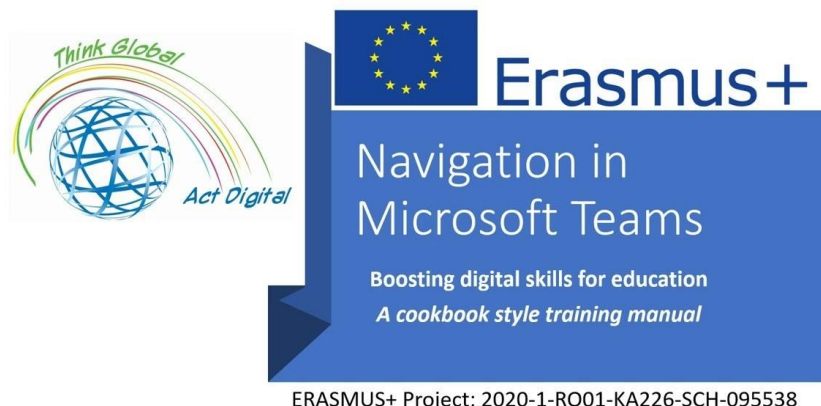 Think Global
Act Digital
Erasmus+
Navigation in
Microsoft Teams
Boosting digital skills for education
A cookbook style training manual
ERASMUS+ Project: 2020-1-RO01-KA226-SCH-095538